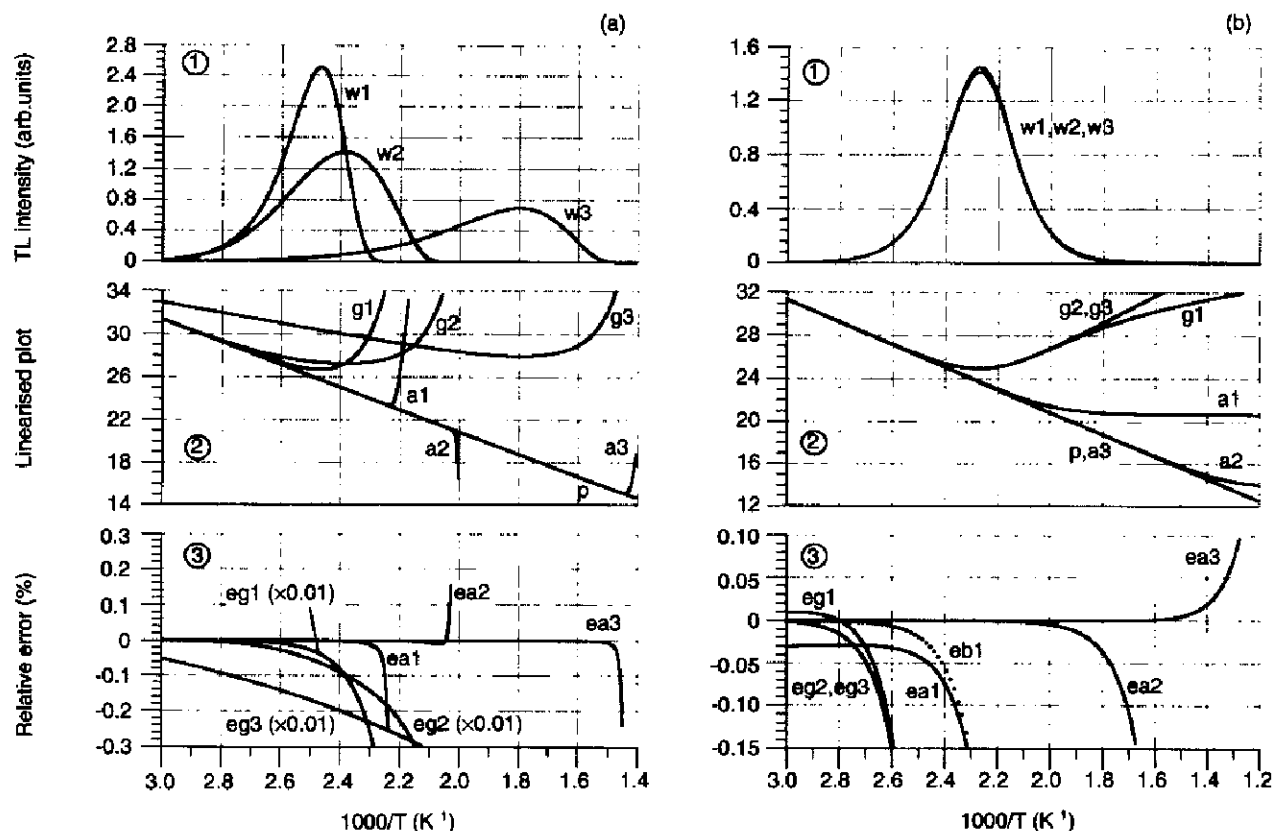 (a)
TL intensity (arb.units)
2.8
2.4
2.0
1.6
1.2
0.8
0.4
0
①
w1
w2
w3
Linearised plot
34
30
26
22
18
14
②
g1
g2
g3
a1
a2
a3
p
Relative error (%)
0.3
0.2
0.1
0
-0.1
-0.2
-0.3
③
eg1 (×0.01)
ea2
ea3
ea1
eg3 (×0.01)
eg2 (×0.01)
3.0 2.8 2.6 2.4 2.2 2.0 1.8 1.6 1.4
1000/T (K⁻¹)
(b)
1.6
1.2
0.8
0.4
0
①
w1,w2,w3
32
28
24
20
16
12
②
g2,g3
g1
a1
p,a3
a2
0.10
0.05
0
-0.05
-0.10
-0.15
③
ea3
eg1
eb1
eg2,eg3
ea1
ea2
3.0 2.8 2.6 2.4 2.2 2.0 1.8 1.6 1.4 1.2
1000/T (K⁻¹)